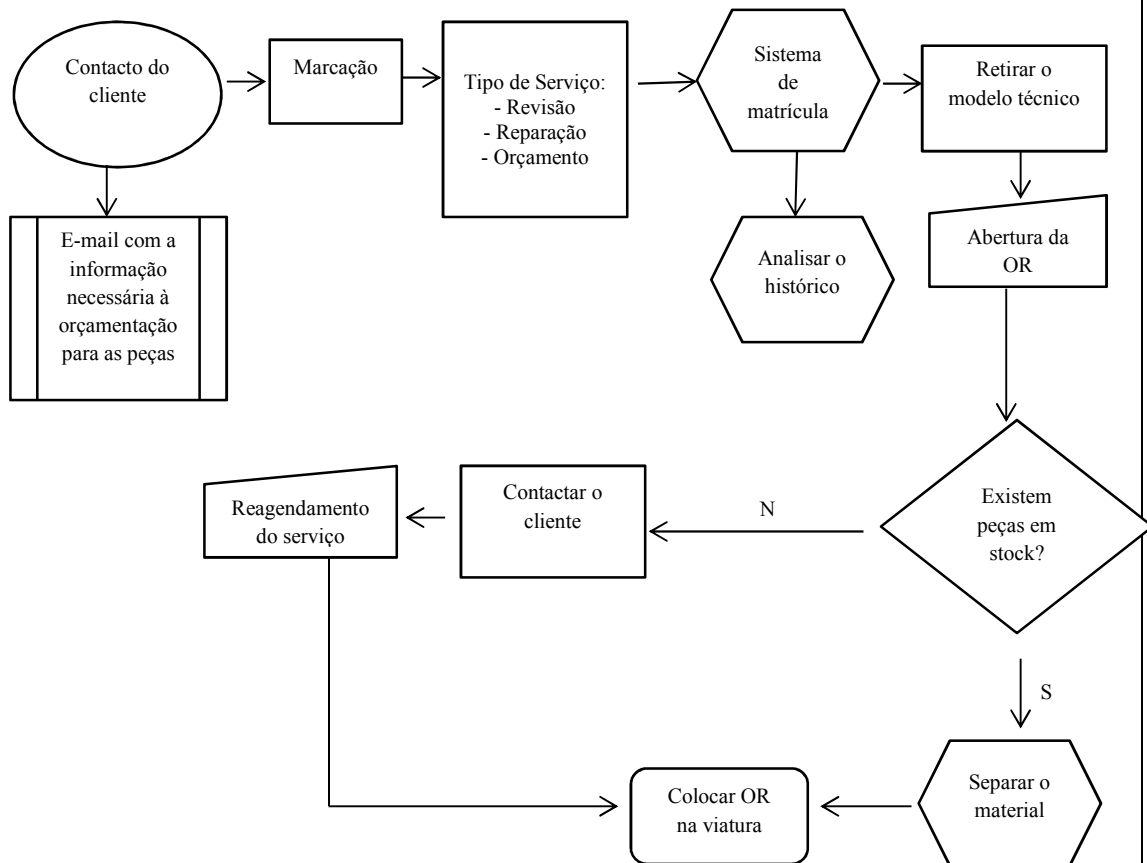 Contacto do
cliente
Marcação
Tipo de Serviço:
- Revisão
- Reparação
- Orçamento
Sistema
de
matrícula
Retirar o
modelo técnico
E-mail com a
informação
necessária à
orçamentação
para as peças
Analisar o
histórico
Abertura da
OR
Existem
peças em
stock?
N
Contactar o
cliente
Reagendamento
do serviço
S
Separar o
material
Colocar OR
na viatura